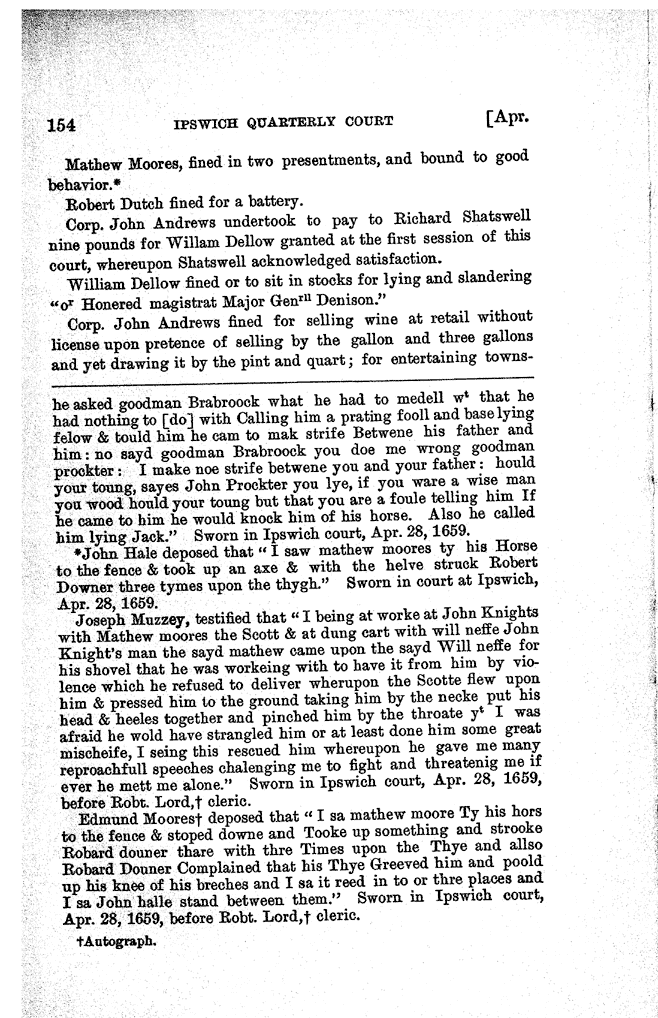 154 IPSWICH QUARTERLY COURT [Apr.
Mathew Moores, fined in two presentments, and bound to good
behavior.*
Robert Dutch fined for a battery.
Corp. John Andrews undertook to pay to Richard Shatswell
nine pounds for Willam Dellow granted at the first session of this
court, whereupon Shatswell acknowledged satisfaction.
William Dellow fined or to sit in stocks for lying and slandering
"oʳ Honered magistrat Major Genʳˡˡ Denison."
Corp. John Andrews fined for selling wine at retail without
license upon pretence of selling by the gallon and three gallons
and yet drawing it by the pint and quart; for entertaining towns-
he asked goodman Brabroock what he had to medell wᵗ that he
had nothing to [do] with Calling him a prating fooll and base lying
felow & tould him he cam to mak strife Betwene his father and
him: no sayd goodman Brabroock you doe me wrong goodman
prockter: I make noe strife betwene you and your father: hould
your toung, sayes John Prockter you lye, if you ware a wise man
you wood hould your toung but that you are a foule telling him If
he came to him he would knock him of his horse. Also he called
him lying Jack." Sworn in Ipswich court, Apr. 28, 1659.
*John Hale deposed that "I saw mathew moores ty his Horse
to the fence & took up an axe & with the helve struck Robert
Downer three tymes upon the thygh." Sworn in court at Ipswich,
Apr. 28, 1659.
Joseph Muzzey, testified that "I being at worke at John Knights
with Mathew moores the Scott & at dung cart with will neffe John
Knight's man the sayd mathew came upon the sayd Will neffe for
his shovel that he was workeing with to have it from him by vio-
lence which he refused to deliver wherupon the Scotte flew upon
him & pressed him to the ground taking him by the necke put his
head & heeles together and pinched him by the throate yᵗ I was
afraid he wold have strangled him or at least done him some great
mischeife, I seing this rescued him whereupon he gave me many
reproachfull speeches chalenging me to fight and threatenig me if
ever he mett me alone." Sworn in Ipswich court, Apr. 28, 1659,
before Robt. Lord,† cleric.
Edmund Moores† deposed that "I sa mathew moore Ty his hors
to the fence & stoped downe and Tooke up something and strooke
Robard douner thare with thre Times upon the Thye and allso
Robard Douner Complained that his Thye Greeved him and poold
up his knee of his breches and I sa it reed in to or thre places and
I sa John halle stand between them." Sworn in Ipswich court,
Apr. 28, 1659, before Robt. Lord,† cleric.
†Autograph.